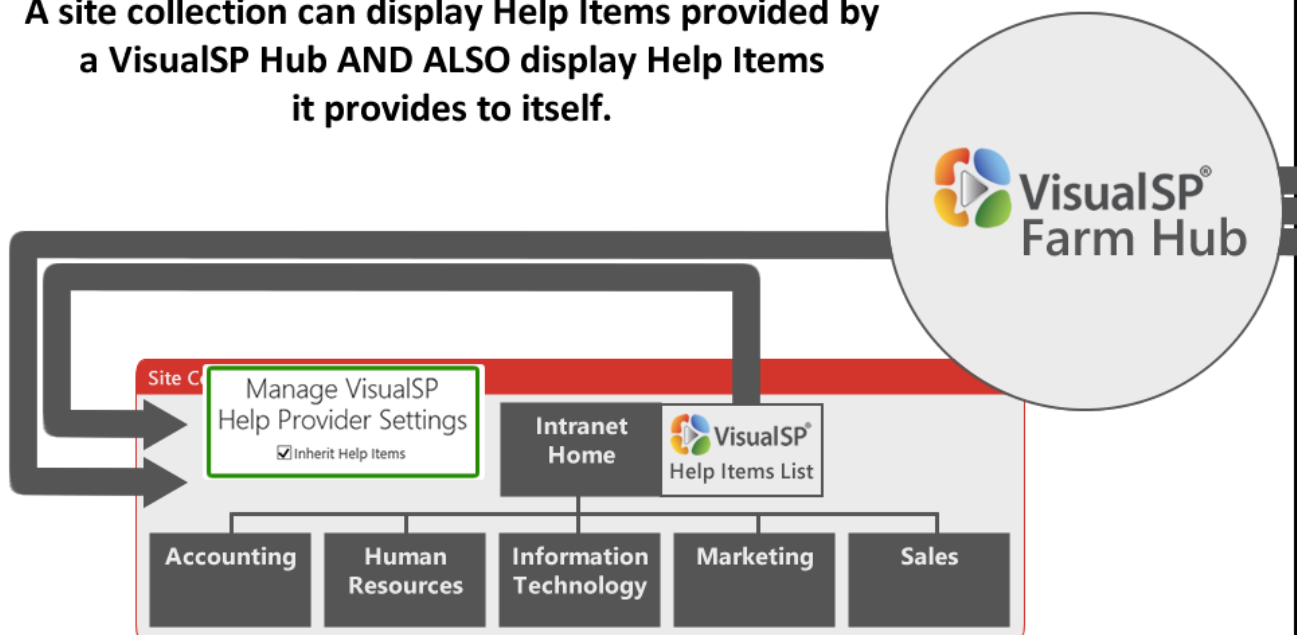 A site collection can display Help Items provided by
a VisualSP Hub AND ALSO display Help Items
it provides to itself.
VisualSP®
Farm Hub
Site
Manage VisualSP
Help Provider Settings
Inherit Help Items
Intranet
Home
VisualSP®
Help Items List
Accounting
Human
Resources
Information
Technology
Marketing
Sales